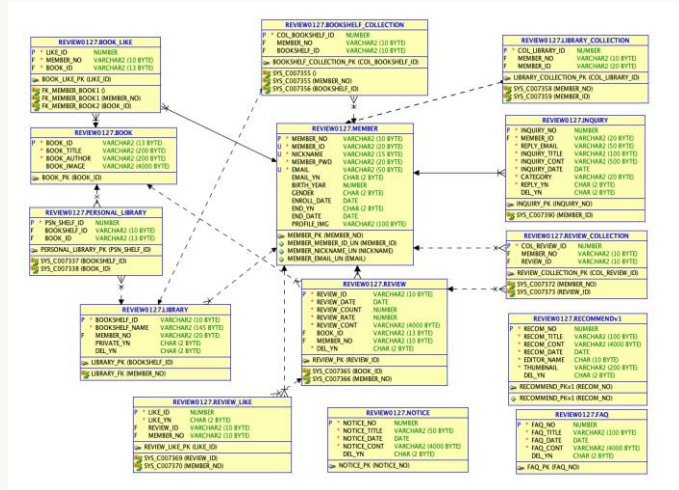 REVIEW0127.BOOK_LIKE
P * LIKE_ID NUMBER
F MEMBER_NO VARCHAR2 (10 BYTE)
F * BOOK_ID VARCHAR2 (13 BYTE)
BOOK_LIKE_PK (LIKE_ID)
FK_MEMBER_BOOK1 ()
FK_MEMBER_BOOK1 (MEMBER_NO)
FK_MEMBER_BOOK2 (BOOK_ID)
REVIEW0127.BOOKSHELF_COLLECTION
P * COL_BOOKSHELF_ID NUMBER
F MEMBER_NO VARCHAR2 (10 BYTE)
F BOOKSHELF_ID VARCHAR2 (10 BYTE)
BOOKSHELF_COLLECTION_PK (COL_BOOKSHELF_ID)
SYS_C007355 ()
SYS_C007355 (MEMBER_NO)
SYS_C007356 (BOOKSHELF_ID)
REVIEW0127.LIBRARY_COLLECTION
P * COL_LIBRARY_ID NUMBER
F * MEMBER_NO VARCHAR2 (10 BYTE)
F * MEMBER_ID VARCHAR2 (20 BYTE)
LIBRARY_COLLECTION_PK (COL_LIBRARY_ID)
SYS_C007358 (MEMBER_NO)
SYS_C007359 (MEMBER_ID)
REVIEW0127.BOOK
P * BOOK_ID VARCHAR2 (13 BYTE)
* BOOK_TITLE VARCHAR2 (200 BYTE)
* BOOK_AUTHOR VARCHAR2 (200 BYTE)
BOOK_IMAGE VARCHAR2 (4000 BYTE)
BOOK_PK (BOOK_ID)
REVIEW0127.MEMBER
P * MEMBER_NO VARCHAR2 (10 BYTE)
U * MEMBER_ID VARCHAR2 (20 BYTE)
U * NICKNAME VARCHAR2 (15 BYTE)
* MEMBER_PWD VARCHAR2 (20 BYTE)
U * EMAIL VARCHAR2 (50 BYTE)
EMAIL_YN CHAR (2 BYTE)
BIRTH_YEAR NUMBER
GENDER CHAR (2 BYTE)
ENROLL_DATE DATE
END_YN CHAR (2 BYTE)
END_DATE DATE
PROFILE_IMG VARCHAR2 (100 BYTE)
MEMBER_PK (MEMBER_NO)
MEMBER_MEMBER_ID_UN (MEMBER_ID)
MEMBER_NICKNAME_UN (NICKNAME)
MEMBER_EMAIL_UN (EMAIL)
REVIEW0127.INQUIRY
P * INQUIRY_NO NUMBER
F * MEMBER_ID VARCHAR2 (20 BYTE)
* REPLY_EMAIL VARCHAR2 (50 BYTE)
* INQUIRY_TITLE VARCHAR2 (100 BYTE)
* INQUIRY_CONT VARCHAR2 (500 BYTE)
* INQUIRY_DATE DATE
* CATEGORY VARCHAR2 (20 BYTE)
* REPLY_YN CHAR (2 BYTE)
DEL_YN CHAR (2 BYTE)
INQUIRY_PK (INQUIRY_NO)
SYS_C007390 (MEMBER_ID)
REVIEW0127.PERSONAL_LIBRARY
P * PSN_SHELF_ID NUMBER
F BOOKSHELF_ID VARCHAR2 (10 BYTE)
F BOOK_ID VARCHAR2 (13 BYTE)
PERSONAL_LIBRARY_PK (PSN_SHELF_ID)
SYS_C007337 (BOOKSHELF_ID)
SYS_C007338 (BOOK_ID)
REVIEW0127.REVIEW_COLLECTION
P * COL_REVIEW_ID NUMBER
F MEMBER_NO VARCHAR2 (10 BYTE)
F REVIEW_ID VARCHAR2 (10 BYTE)
REVIEW_COLLECTION_PK (COL_REVIEW_ID)
SYS_C007372 (MEMBER_NO)
SYS_C007373 (REVIEW_ID)
REVIEW0127.LIBRARY
P * BOOKSHELF_ID VARCHAR2 (10 BYTE)
* BOOKSHELF_NAME VARCHAR2 (145 BYTE)
F MEMBER_NO VARCHAR2 (20 BYTE)
PRIVATE_YN CHAR (2 BYTE)
DEL_YN CHAR (2 BYTE)
LIBRARY_PK (BOOKSHELF_ID)
LIBRARY_FK (MEMBER_NO)
REVIEW0127.REVIEW
P * REVIEW_ID VARCHAR2 (10 BYTE)
* REVIEW_DATE DATE
* REVIEW_COUNT NUMBER
* REVIEW_RATE NUMBER
* REVIEW_CONT VARCHAR2 (4000 BYTE)
F BOOK_ID VARCHAR2 (13 BYTE)
F MEMBER_NO VARCHAR2 (10 BYTE)
* DEL_YN CHAR (2 BYTE)
REVIEW_PK (REVIEW_ID)
SYS_C007365 (BOOK_ID)
SYS_C007366 (MEMBER_NO)
REVIEW0127.RECOMMENDv1
P * RECOM_NO NUMBER
* RECOM_TITLE VARCHAR2 (100 BYTE)
* RECOM_CONT VARCHAR2 (4000 BYTE)
* RECOM_DATE DATE
* EDITOR_NAME CHAR (10 BYTE)
* THUMBNAIL VARCHAR2 (200 BYTE)
DEL_YN CHAR (2 BYTE)
RECOMMEND_PKv1 (RECOM_NO)
RECOMMEND_PKv1 (RECOM_NO)
REVIEW0127.REVIEW_LIKE
P * LIKE_ID NUMBER
* LIKE_YN CHAR (2 BYTE)
F REVIEW_ID VARCHAR2 (10 BYTE)
F MEMBER_NO VARCHAR2 (10 BYTE)
REVIEW_LIKE_PK (LIKE_ID)
SYS_C007369 (REVIEW_ID)
SYS_C007370 (MEMBER_NO)
REVIEW0127.NOTICE
P * NOTICE_NO NUMBER
* NOTICE_TITLE VARCHAR2 (50 BYTE)
* NOTICE_DATE DATE
* NOTICE_CONT VARCHAR2 (4000 BYTE)
DEL_YN CHAR (2 BYTE)
NOTICE_PK (NOTICE_NO)
REVIEW0127.FAQ
P * FAQ_NO NUMBER
* FAQ_TITLE VARCHAR2 (100 BYTE)
* FAQ_DATE DATE
* FAQ_CONT VARCHAR2 (4000 BYTE)
DEL_YN CHAR (2 BYTE)
FAQ_PK (FAQ_NO)